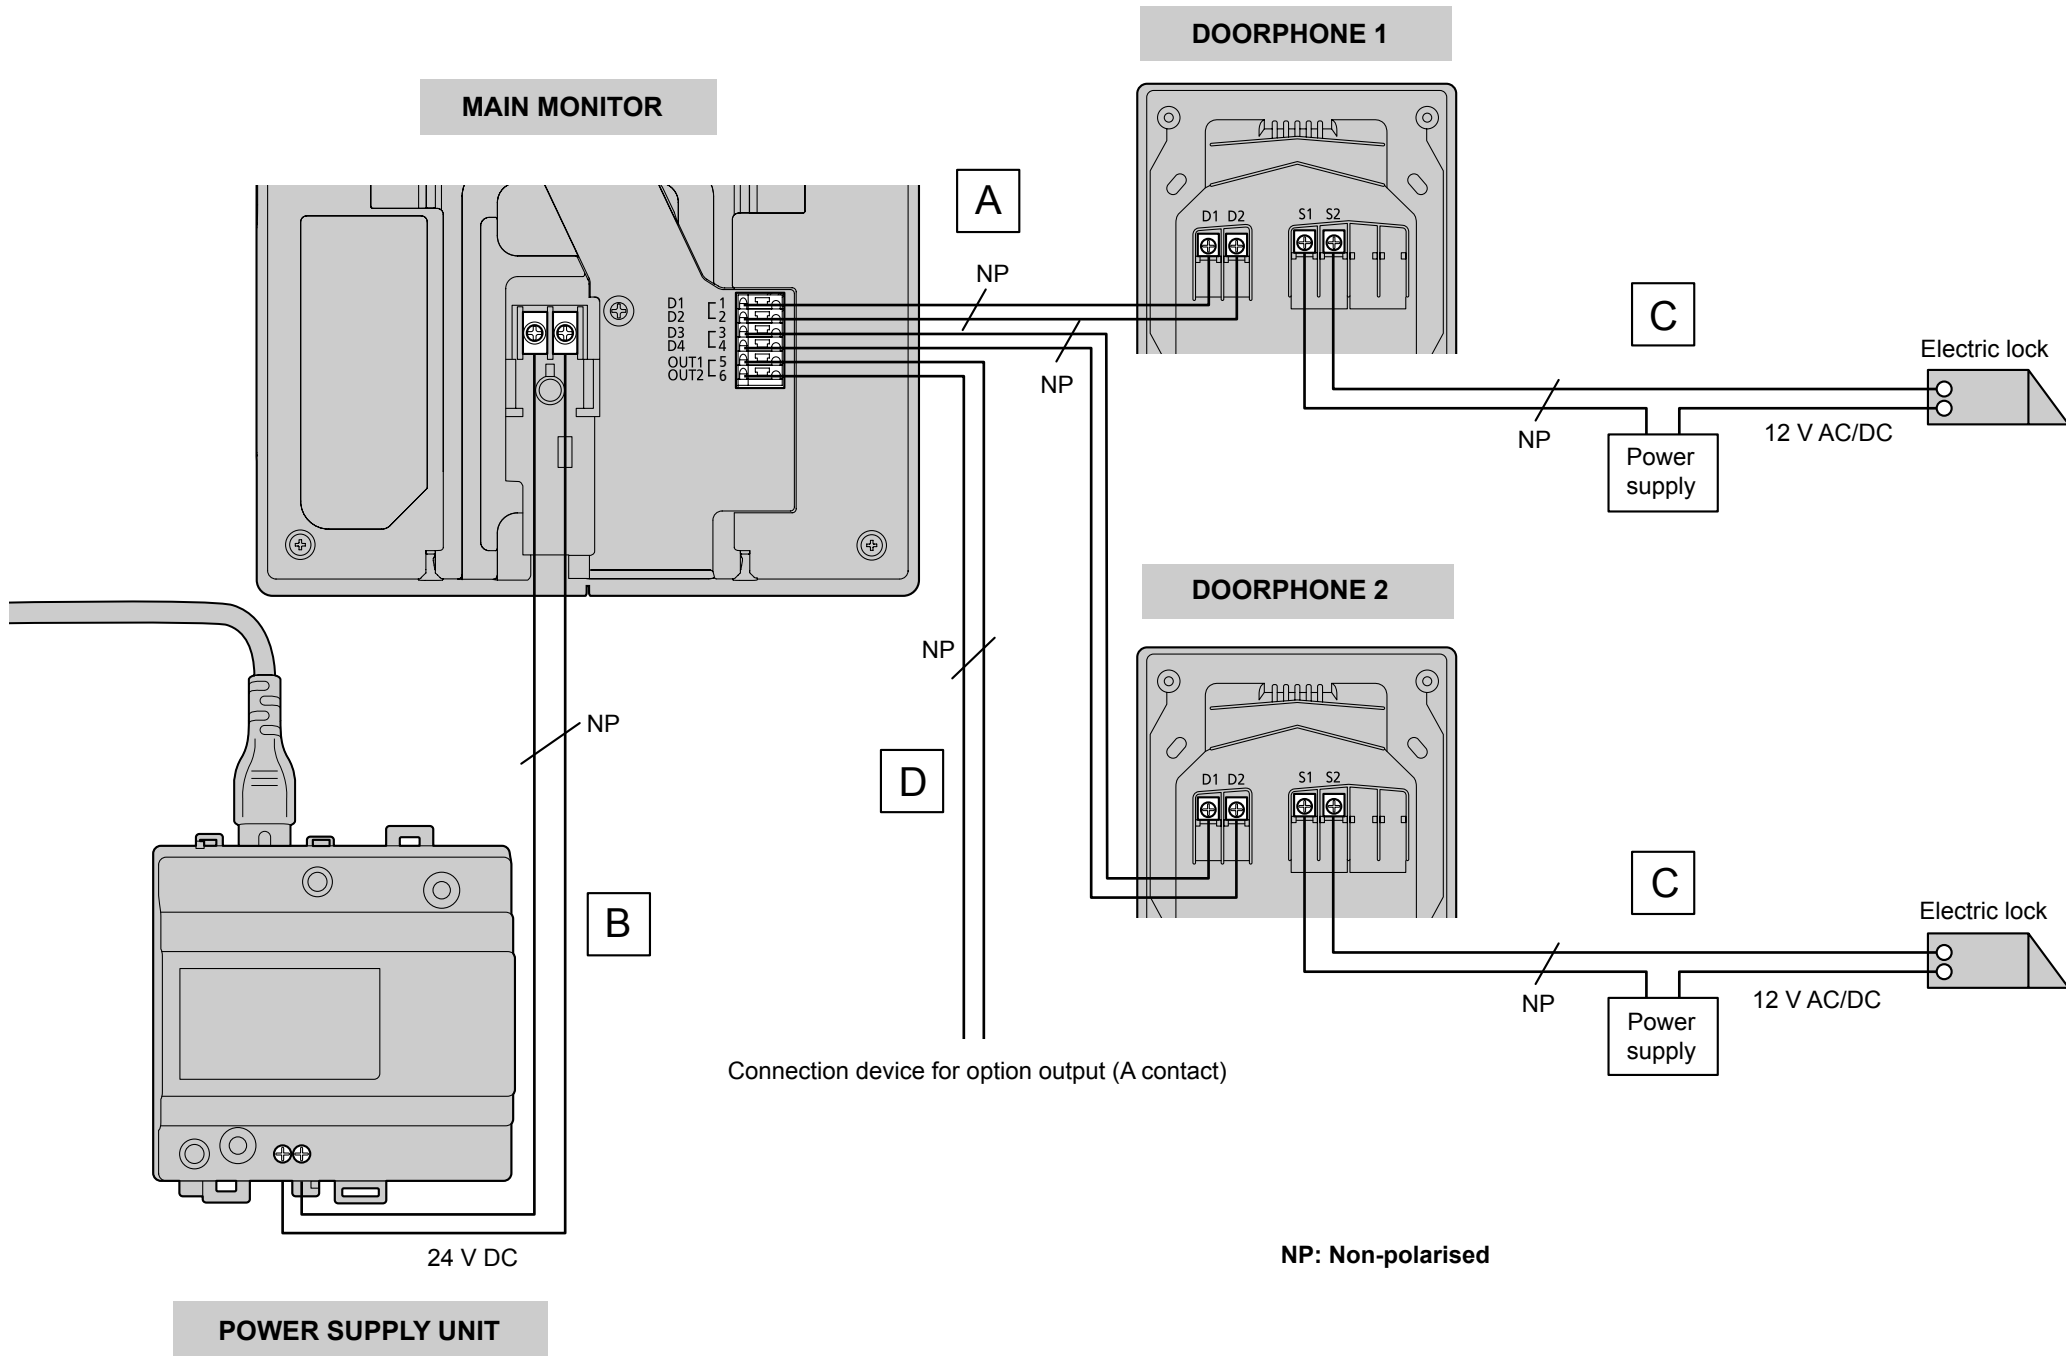 DOORPHONE 1
MAIN MONITOR
A
NP
NP
D1 1
D2 2
D3 3
D4 4
OUT1 5
OUT2 6
D1 D2
S1 S2
C
Electric lock
NP
12 V AC/DC
Power
supply
DOORPHONE 2
NP
D
D1 D2
S1 S2
C
Electric lock
NP
12 V AC/DC
Power
supply
NP
B
Connection device for option output (A contact)
24 V DC
NP: Non-polarised
POWER SUPPLY UNIT